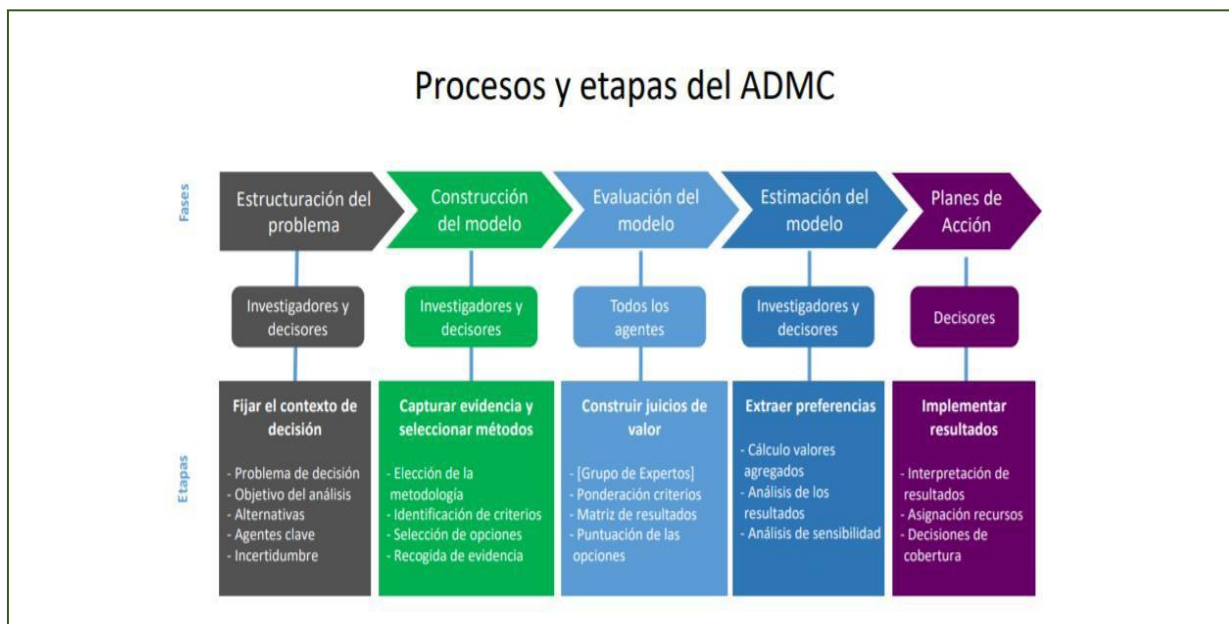 Procesos y etapas del ADMC
Fases
Estructuración del
problema
Construcción
del modelo
Evaluación del
modelo
Estimación del
modelo
Planes de
Acción
Investigadores y
decisores
Investigadores y
decisores
Todos los
agentes
Investigadores y
decisores
Decisores
Etapas
Fijar el contexto de
decisión
- Problema de decisión
- Objetivo del análisis
- Alternativas
- Agentes clave
- Incertidumbre
Capturar evidencia y
seleccionar métodos
- Elección de la
metodología
- Identificación de criterios
- Selección de opciones
- Recogida de evidencia
Construir juicios de
valor
- [Grupo de Expertos]
- Ponderación criterios
- Matriz de resultados
- Puntuación de las
opciones
Extraer preferencias
- Cálculo valores
agregados
- Análisis de los
resultados
- Análisis de sensibilidad
Implementar
resultados
- Interpretación de
resultados
- Asignación recursos
- Decisiones de
cobertura